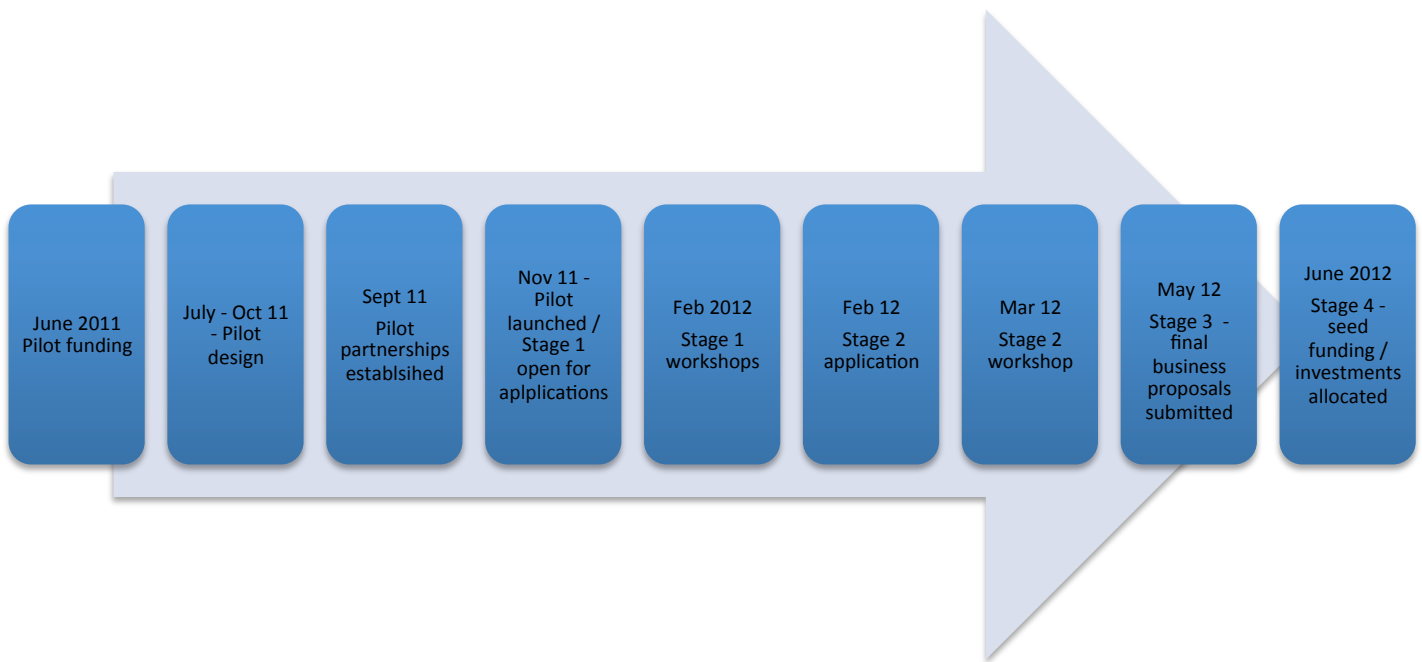 June 2011
Pilot funding
July - Oct 11
- Pilot
design
Sept 11
Pilot
partnerships
establsihed
Nov 11 -
Pilot
launched /
Stage 1
open for
aplplications
Feb 2012
Stage 1
workshops
Feb 12
Stage 2
application
Mar 12
Stage 2
workshop
May 12
Stage 3 -
final
business
proposals
submitted
June 2012
Stage 4 -
seed
funding /
investments
allocated